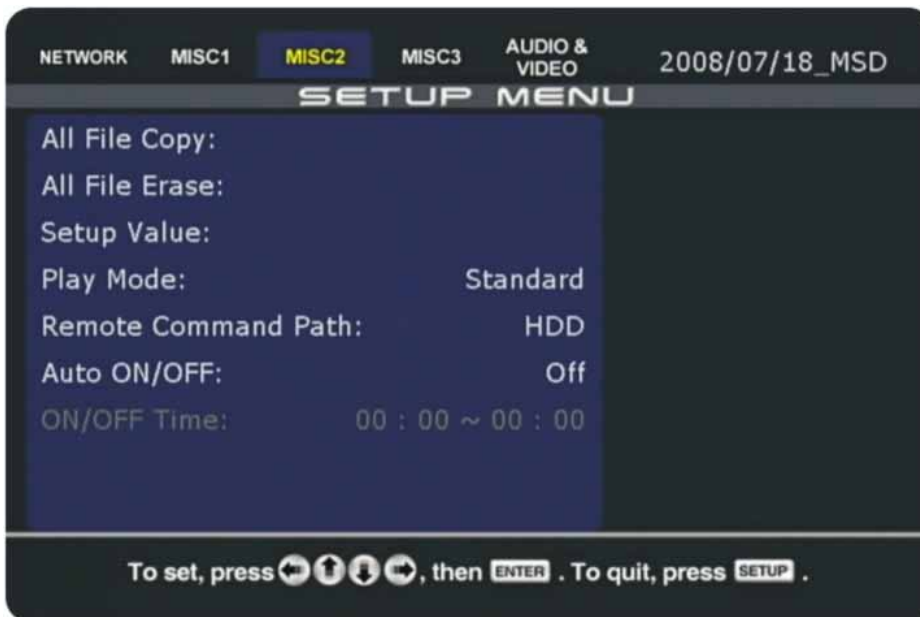 NETWORK MISC1 MISC2 MISC3 AUDIO & VIDEO 2008/07/18_MSD
SETUP MENU
All File Copy:
All File Erase:
Setup Value:
Play Mode: Standard
Remote Command Path: HDD
Auto ON/OFF: Off
ON/OFF Time: 00 : 00 ~ 00 : 00
To set, press , then ENTER . To quit, press SETUP .